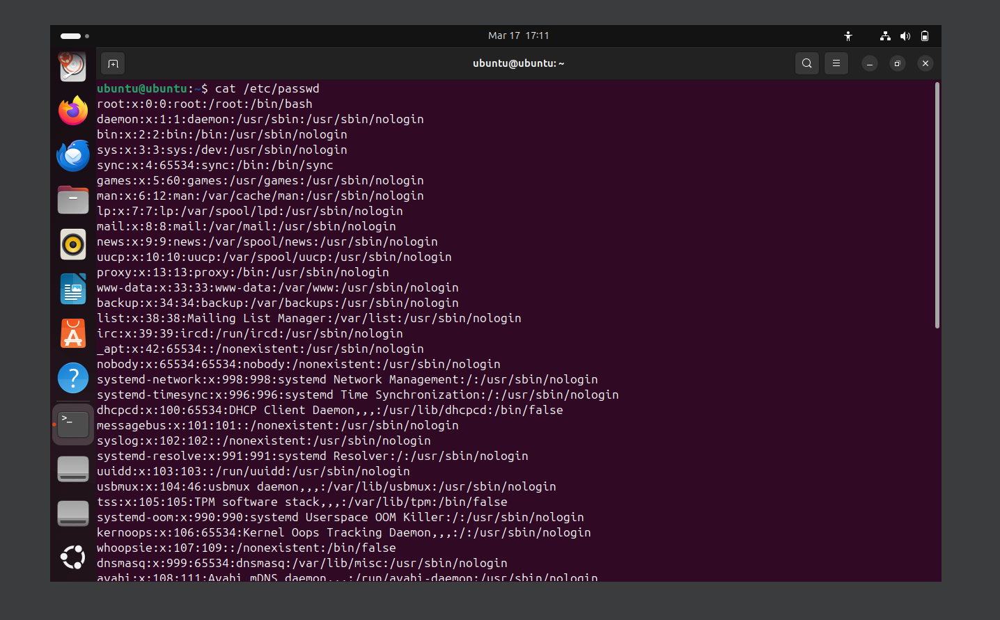 Mar 17 17:11
ubuntu@ubuntu: ~
ubuntu@ubuntu:~$ cat /etc/passwd
root:x:0:0:root:/root:/bin/bash
daemon:x:1:1:daemon:/usr/sbin:/usr/sbin/nologin
bin:x:2:2:bin:/bin:/usr/sbin/nologin
sys:x:3:3:sys:/dev:/usr/sbin/nologin
sync:x:4:65534:sync:/bin:/bin/sync
games:x:5:60:games:/usr/games:/usr/sbin/nologin
man:x:6:12:man:/var/cache/man:/usr/sbin/nologin
lp:x:7:7:lp:/var/spool/lpd:/usr/sbin/nologin
mail:x:8:8:mail:/var/mail:/usr/sbin/nologin
news:x:9:9:news:/var/spool/news:/usr/sbin/nologin
uucp:x:10:10:uucp:/var/spool/uucp:/usr/sbin/nologin
proxy:x:13:13:proxy:/bin:/usr/sbin/nologin
www-data:x:33:33:www-data:/var/www:/usr/sbin/nologin
backup:x:34:34:backup:/var/backups:/usr/sbin/nologin
list:x:38:38:Mailing List Manager:/var/list:/usr/sbin/nologin
irc:x:39:39:ircd:/run/ircd:/usr/sbin/nologin
_apt:x:42:65534::/nonexistent:/usr/sbin/nologin
nobody:x:65534:65534:nobody:/nonexistent:/usr/sbin/nologin
systemd-network:x:998:998:systemd Network Management:/:/usr/sbin/nologin
systemd-timesync:x:996:996:systemd Time Synchronization:/:/usr/sbin/nologin
dhcpcd:x:100:65534:DHCP Client Daemon,,,:/usr/lib/dhcpcd:/bin/false
messagebus:x:101:101::/nonexistent:/usr/sbin/nologin
syslog:x:102:102::/nonexistent:/usr/sbin/nologin
systemd-resolve:x:991:991:systemd Resolver:/:/usr/sbin/nologin
uuidd:x:103:103::/run/uuidd:/usr/sbin/nologin
usbmux:x:104:46:usbmux daemon,,,:/var/lib/usbmux:/usr/sbin/nologin
tss:x:105:105:TPM software stack,,,:/var/lib/tpm:/bin/false
systemd-oom:x:990:990:systemd Userspace OOM Killer:/:/usr/sbin/nologin
kernoops:x:106:65534:Kernel Oops Tracking Daemon,,,:/:/usr/sbin/nologin
whoopsie:x:107:109::/nonexistent:/bin/false
dnsmasq:x:999:65534:dnsmasq:/var/lib/misc:/usr/sbin/nologin
avahi:x:108:111:Avahi mDNS daemon,,,:/run/avahi-daemon:/usr/sbin/nologin